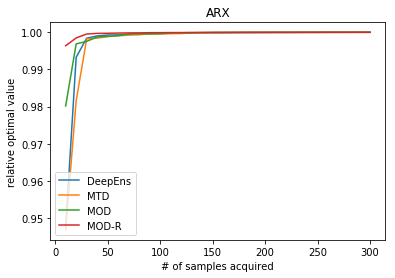 ARX
relative optimal value
1.00
0.99
0.98
0.97
0.96
0.95
DeepEns
MTD
MOD
MOD-R
0 50 100 150 200 250 300
# of samples acquired